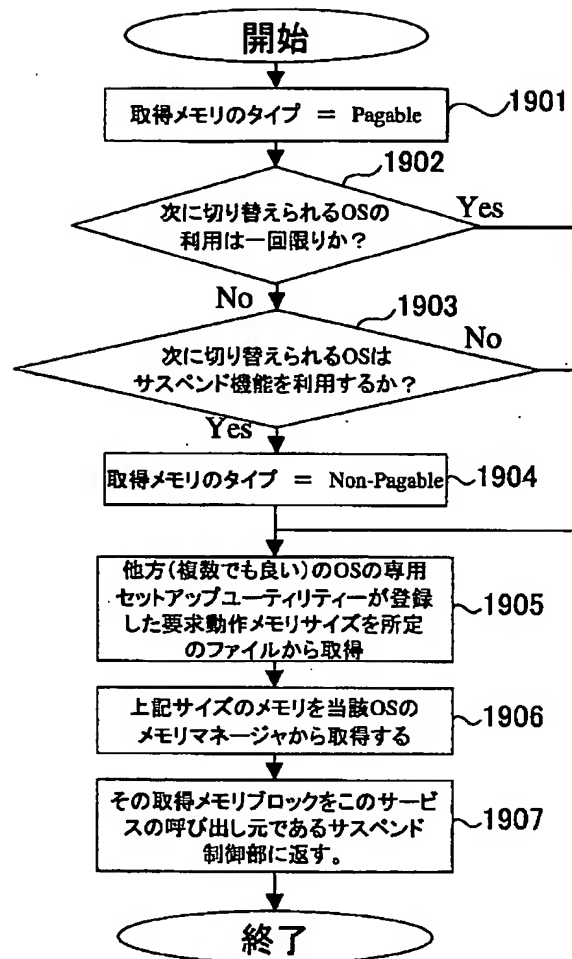 開始
取得メモリのタイプ = Pagable
1901
1902
次に切り替えられるOSの
利用は一回限りか？
Yes
No
1903
次に切り替えられるOSは
サスペンド機能を利用するか？
No
Yes
取得メモリのタイプ = Non-Pagable
1904
他方(複数でも良い)のOSの専用
セットアップユーティリティーが登録
した要求動作メモリサイズを所定
のファイルから取得
1905
上記サイズのメモリを当該OSの
メモリマネージャから取得する
1906
その取得メモリブロックをこのサービ
スの呼び出し元であるサスペンド
制御部に返す。
1907
終了